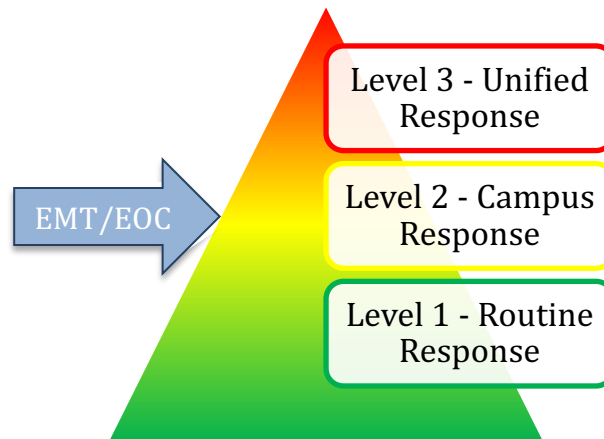 Level 3 - Unified
Response
EMT/EOC
Level 2 - Campus
Response
Level 1 - Routine
Response